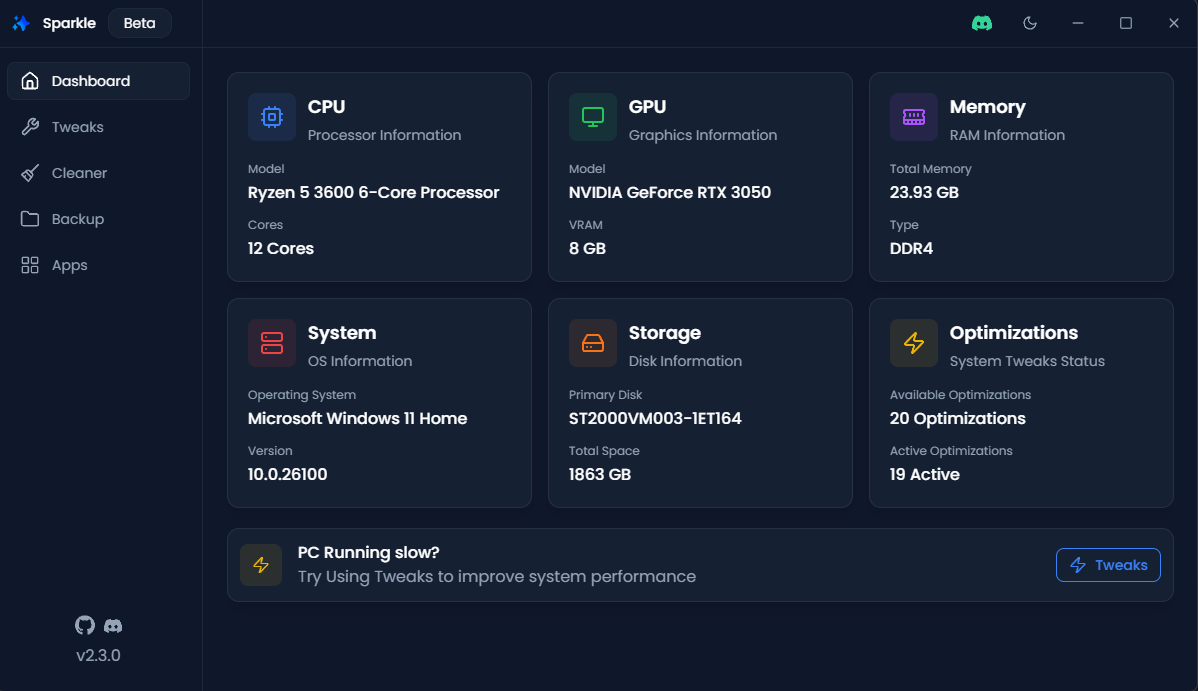 Sparkle Beta
Dashboard
Tweaks
Cleaner
Backup
Apps
v2.3.0
CPU
Processor Information
Model
Ryzen 5 3600 6-Core Processor
Cores
12 Cores
GPU
Graphics Information
Model
NVIDIA GeForce RTX 3050
VRAM
8 GB
Memory
RAM Information
Total Memory
23.93 GB
Type
DDR4
System
OS Information
Operating System
Microsoft Windows 11 Home
Version
10.0.26100
Storage
Disk Information
Primary Disk
ST2000VM003-1ET164
Total Space
1863 GB
Optimizations
System Tweaks Status
Available Optimizations
20 Optimizations
Active Optimizations
19 Active
PC Running slow?
Try Using Tweaks to improve system performance
Tweaks